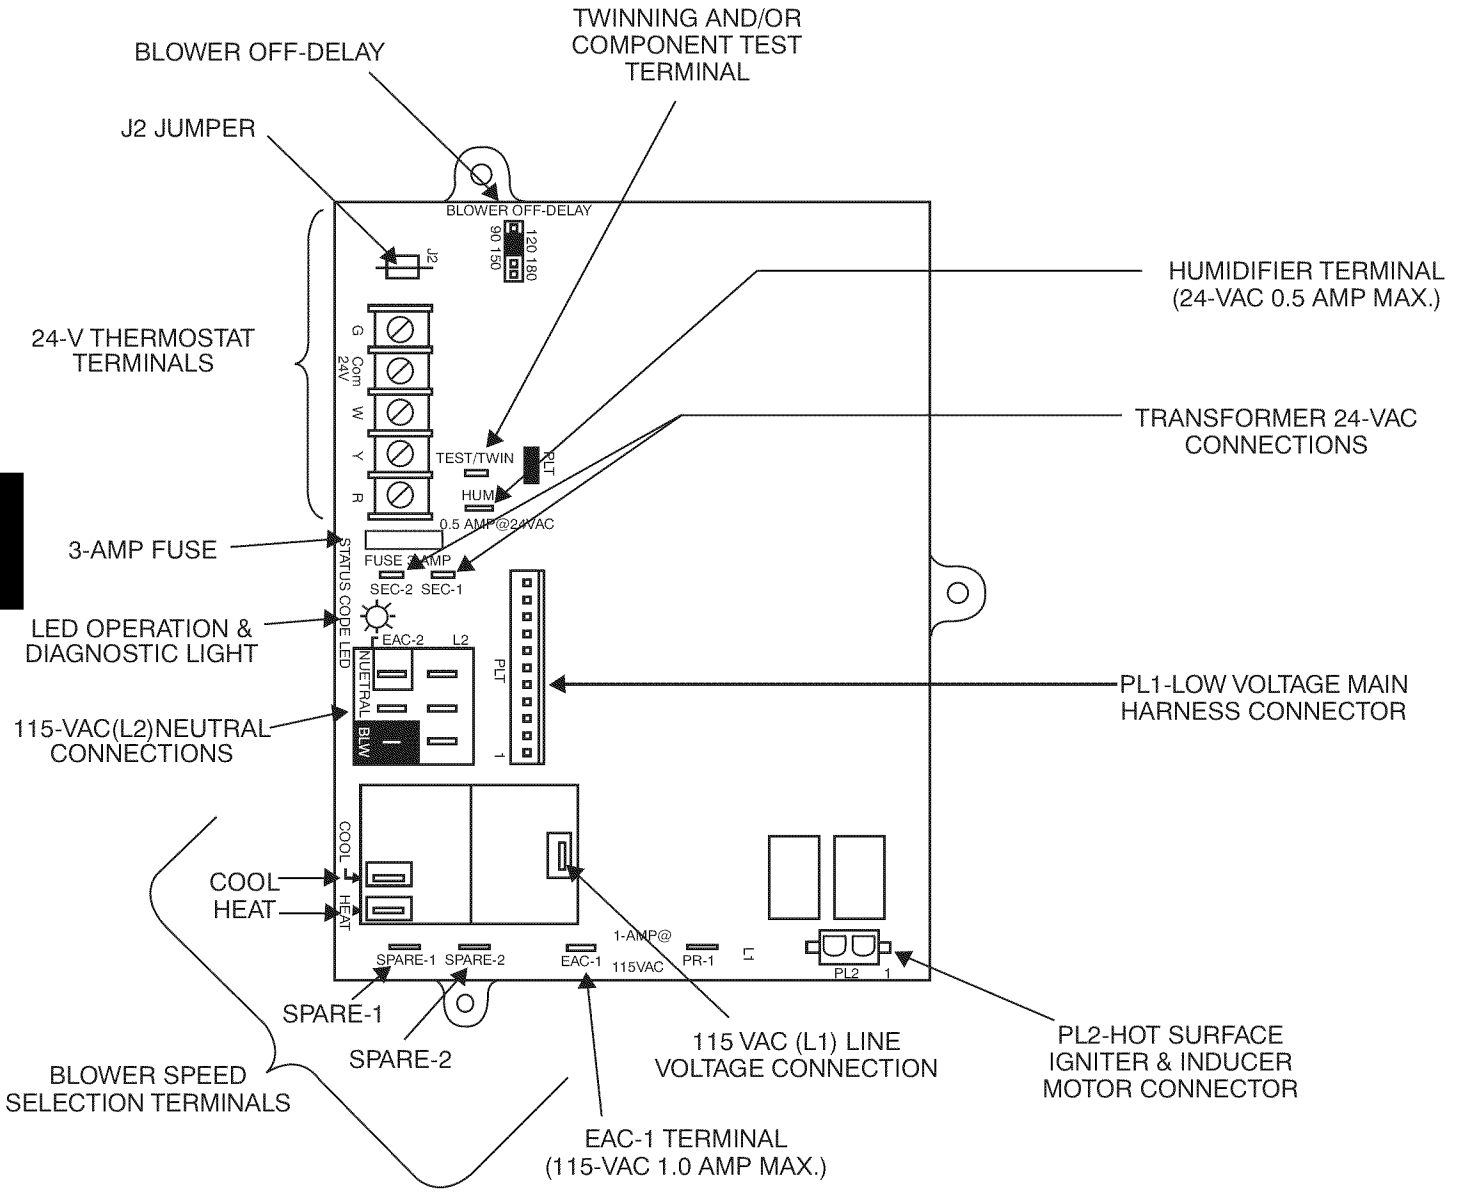 TWINNING AND/OR
COMPONENT TEST
TERMINAL
BLOWER OFF-DELAY
J2 JUMPER
BLOWER OFF-DELAY
90 150
120 180
J2
HUMIDIFIER TERMINAL
(24-VAC 0.5 AMP MAX.)
24-V THERMOSTAT
TERMINALS
G
Com
24V
W
Y
R
TRANSFORMER 24-VAC
CONNECTIONS
TEST/TWIN
PLT
HUM
0.5 AMP@24VAC
3-AMP FUSE
FUSE 3-AMP
SEC-2 SEC-1
STATUS CODE LED
LED OPERATION &
DIAGNOSTIC LIGHT
EAC-2 L2
NUETRAL
BLW
PLT
1
PL1-LOW VOLTAGE MAIN
HARNESS CONNECTOR
115-VAC(L2)NEUTRAL
CONNECTIONS
COOL
HEAT
COOL
HEAT
1-AMP@
115VAC
SPARE-1 SPARE-2 EAC-1 PR-1
L1
PL2 1
SPARE-1
SPARE-2
115 VAC (L1) LINE
VOLTAGE CONNECTION
PL2-HOT SURFACE
IGNITER & INDUCER
MOTOR CONNECTOR
BLOWER SPEED
SELECTION TERMINALS
EAC-1 TERMINAL
(115-VAC 1.0 AMP MAX.)